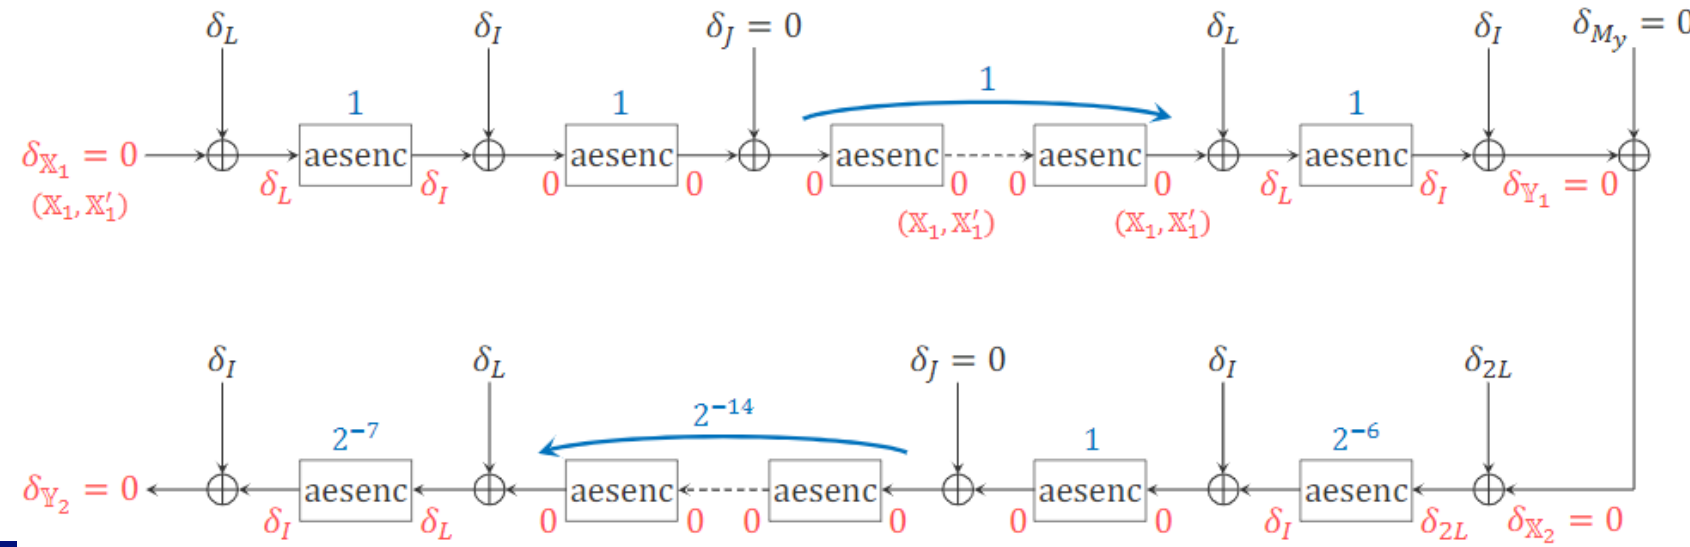 δ_L δ_I δ_J = 0 δ_L δ_I δ_{M_y} = 0
1 1 1 1
δ_{𝕏_1} = 0 aesenc aesenc aesenc aesenc aesenc
δ_L δ_I 0 0 0 0 0 0 δ_L δ_I δ_{𝕐_1} = 0
(𝕏_1, 𝕏′_1) (𝕏_1, 𝕏′_1) (𝕏_1, 𝕏′_1)
δ_I δ_L δ_J = 0 δ_I δ_{2L}
2^{-7} 2^{-14} 1 2^{-6}
δ_{𝕐_2} = 0 aesenc aesenc aesenc aesenc aesenc
δ_I δ_L 0 0 0 0 0 0 δ_I δ_{2L} δ_{𝕏_2} = 0